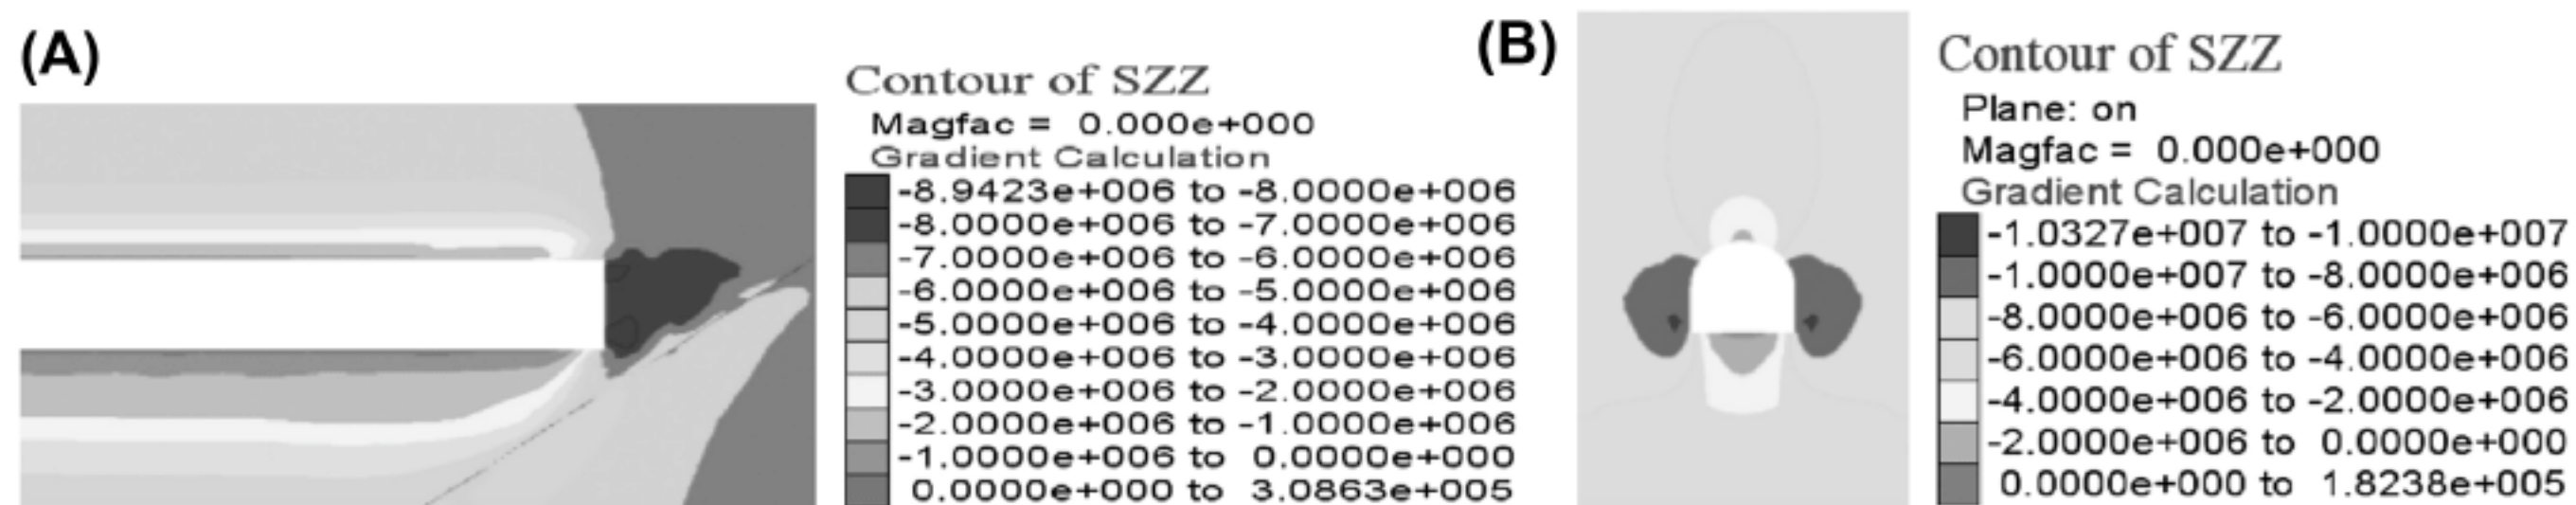 (A)
Contour of SZZ
Magfac = 0.000e+000
Gradient Calculation
-8.9423e+006 to -8.0000e+006
-8.0000e+006 to -7.0000e+006
-7.0000e+006 to -6.0000e+006
-6.0000e+006 to -5.0000e+006
-5.0000e+006 to -4.0000e+006
-4.0000e+006 to -3.0000e+006
-3.0000e+006 to -2.0000e+006
-2.0000e+006 to -1.0000e+006
-1.0000e+006 to 0.0000e+000
0.0000e+000 to 3.0863e+005
(B)
Contour of SZZ
Plane: on
Magfac = 0.000e+000
Gradient Calculation
-1.0327e+007 to -1.0000e+007
-1.0000e+007 to -8.0000e+006
-8.0000e+006 to -6.0000e+006
-6.0000e+006 to -4.0000e+006
-4.0000e+006 to -2.0000e+006
-2.0000e+006 to 0.0000e+000
0.0000e+000 to 1.8238e+005